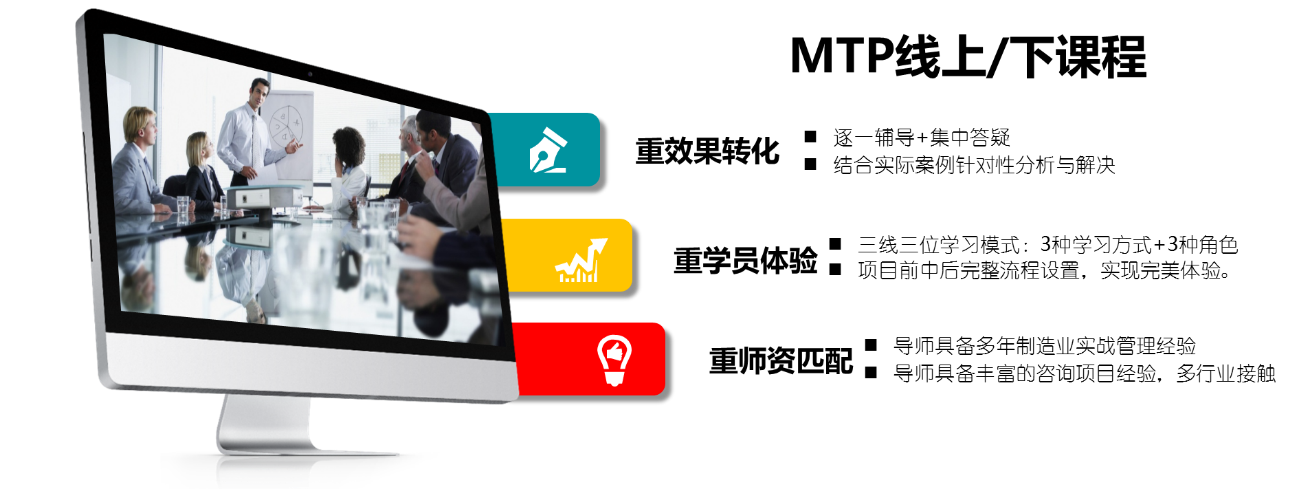 MTP线上/下课程
重效果转化
■ 逐一辅导+集中答疑
■ 结合实际案例针对性分析与解决
重学员体验
■ 三线三位学习模式：3种学习方式+3种角色
■ 项目前中后完整流程设置，实现完美体验。
重师资匹配
■ 导师具备多年制造业实战管理经验
■ 导师具备丰富的咨询项目经验，多行业接触